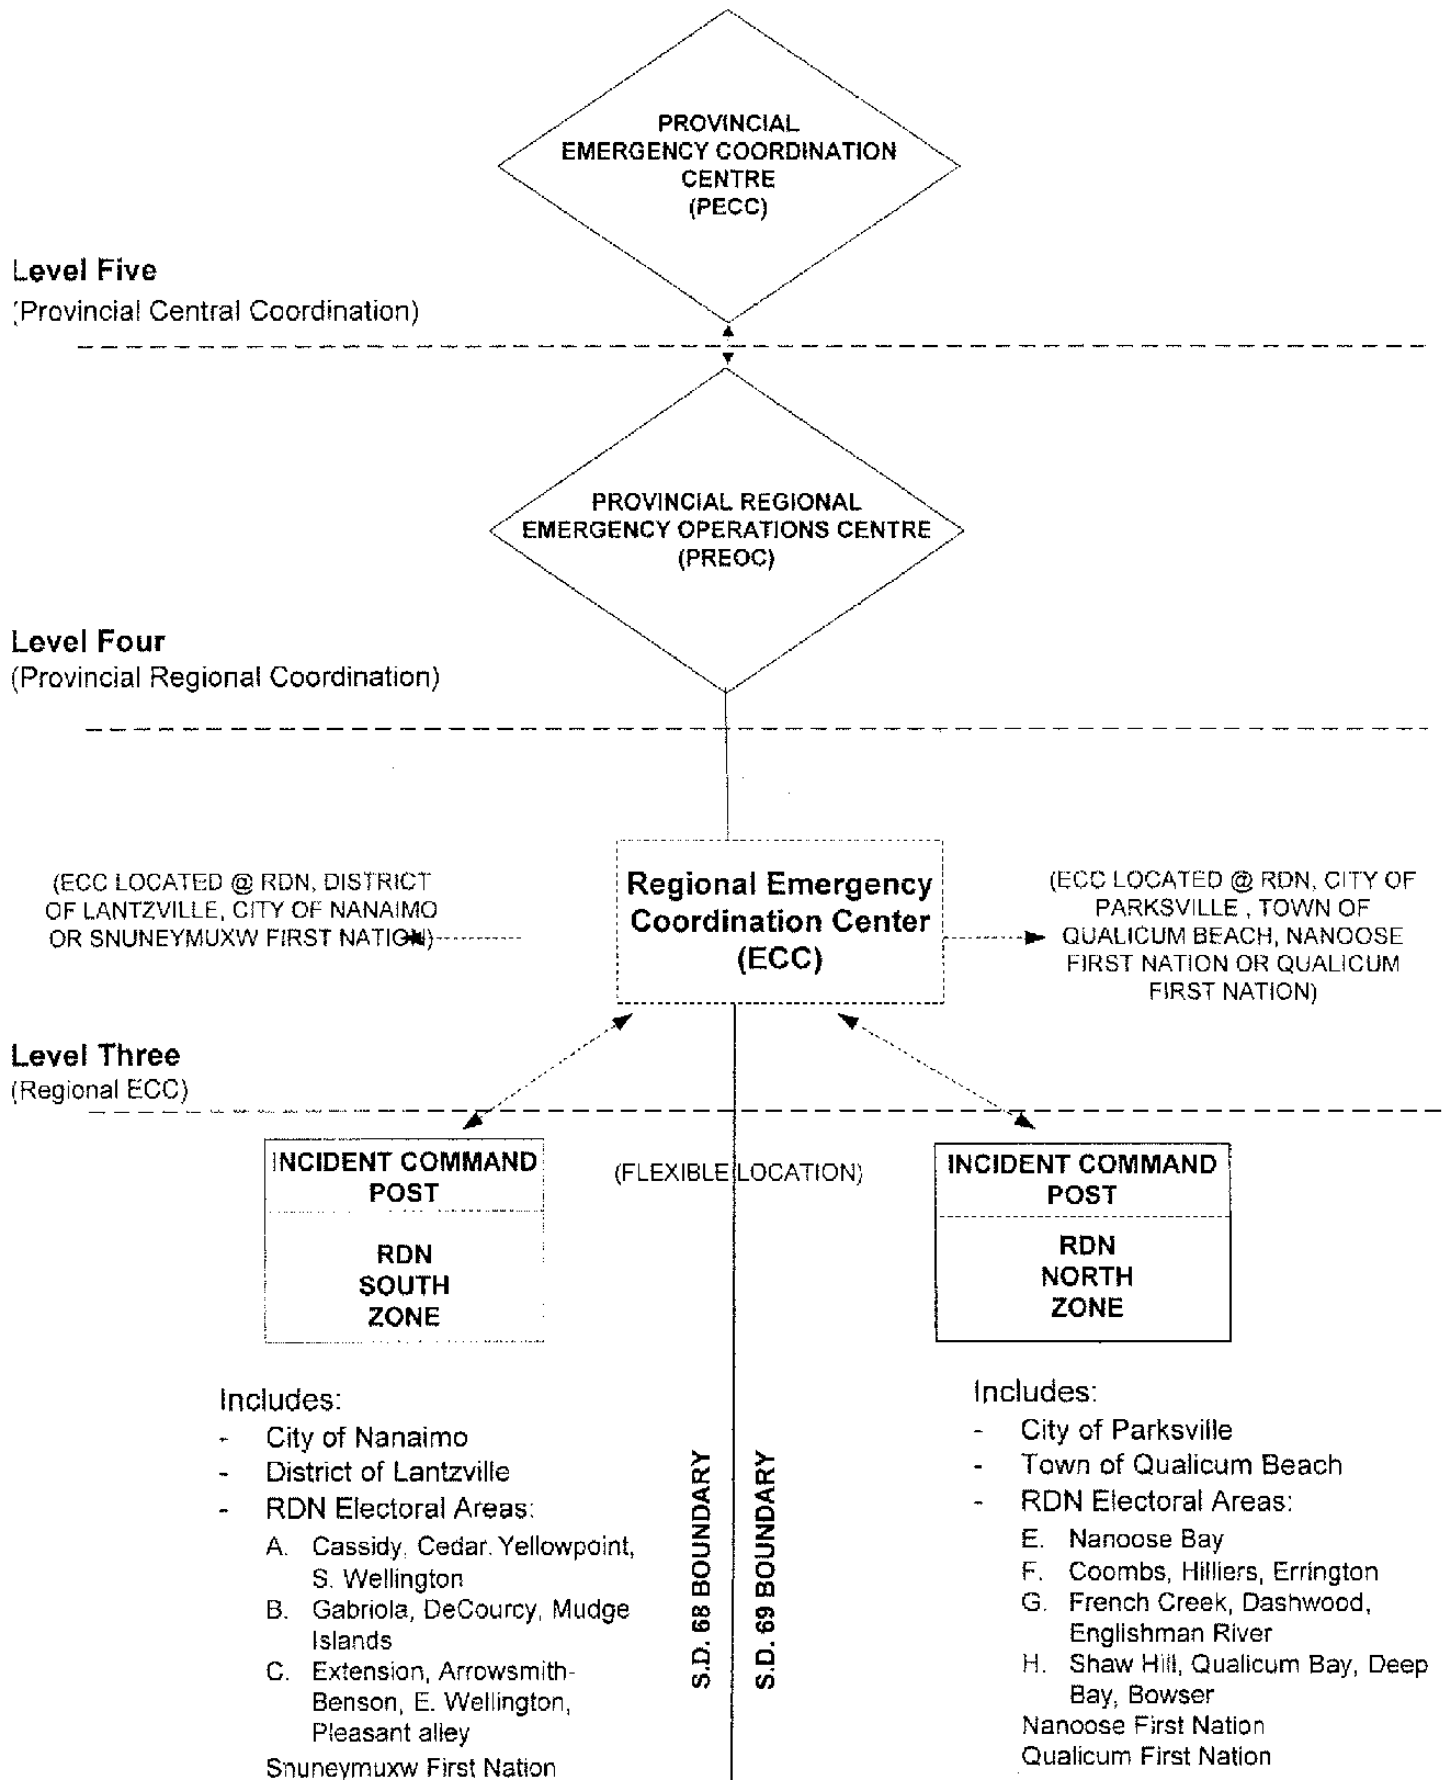 PROVINCIAL
EMERGENCY COORDINATION
CENTRE
(PECC)
Level Five
(Provincial Central Coordination)
PROVINCIAL REGIONAL
EMERGENCY OPERATIONS CENTRE
(PREOC)
Level Four
(Provincial Regional Coordination)
(ECC LOCATED @ RDN, DISTRICT
OF LANTZVILLE, CITY OF NANAIMO
OR SNUNEYMUXW FIRST NATION)
Regional Emergency
Coordination Center
(ECC)
(ECC LOCATED @ RDN, CITY OF
PARKSVILLE , TOWN OF
QUALICUM BEACH, NANOOSE
FIRST NATION OR QUALICUM
FIRST NATION)
Level Three
(Regional ECC)
INCIDENT COMMAND
POST
RDN
SOUTH
ZONE
(FLEXIBLE LOCATION)
INCIDENT COMMAND
POST
RDN
NORTH
ZONE
Includes:
- City of Nanaimo
- District of Lantzville
- RDN Electoral Areas:
A. Cassidy, Cedar. Yellowpoint,
S. Wellington
B. Gabriola, DeCourcy, Mudge
Islands
C. Extension, Arrowsmith-
Benson, E. Wellington,
Pleasant alley
Snuneymuxw First Nation
S.D. 68 BOUNDARY
S.D. 69 BOUNDARY
Includes:
- City of Parksville
- Town of Qualicum Beach
- RDN Electoral Areas:
E. Nanoose Bay
F. Coombs, Hilliers, Errington
G. French Creek, Dashwood,
Englishman River
H. Shaw Hill, Qualicum Bay, Deep
Bay, Bowser
Nanoose First Nation
Qualicum First Nation